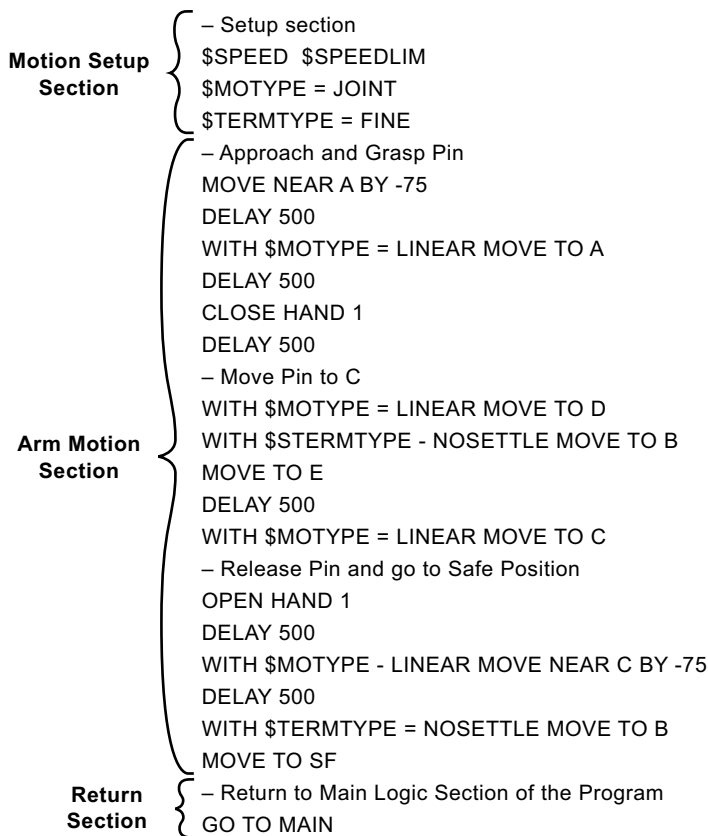 Motion Setup
Section
– Setup section
$SPEED $SPEEDLIM
$MOTYPE = JOINT
$TERMTYPE = FINE
Arm Motion
Section
– Approach and Grasp Pin
MOVE NEAR A BY -75
DELAY 500
WITH $MOTYPE = LINEAR MOVE TO A
DELAY 500
CLOSE HAND 1
DELAY 500
– Move Pin to C
WITH $MOTYPE = LINEAR MOVE TO D
WITH $STERMTYPE - NOSETTLE MOVE TO B
MOVE TO E
DELAY 500
WITH $MOTYPE = LINEAR MOVE TO C
– Release Pin and go to Safe Position
OPEN HAND 1
DELAY 500
WITH $MOTYPE - LINEAR MOVE NEAR C BY -75
DELAY 500
WITH $TERMTYPE = NOSETTLE MOVE TO B
MOVE TO SF
Return
Section
– Return to Main Logic Section of the Program
GO TO MAIN